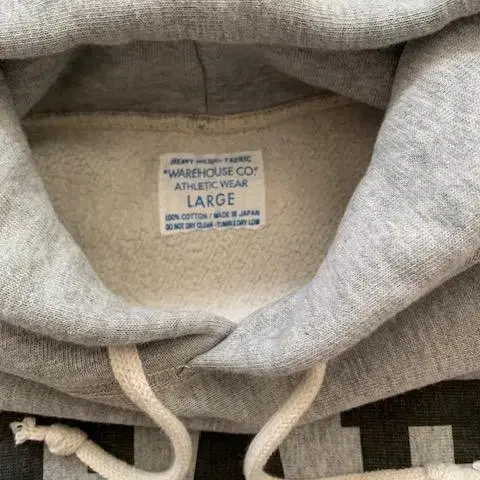 HEAVY WEIGHT FABRIC
"WAREHOUSE CO."
ATHLETIC WEAR
LARGE
100% COTTON / MADE IN JAPAN
DO NOT DRY CLEAN - TUMBLE DRY LOW